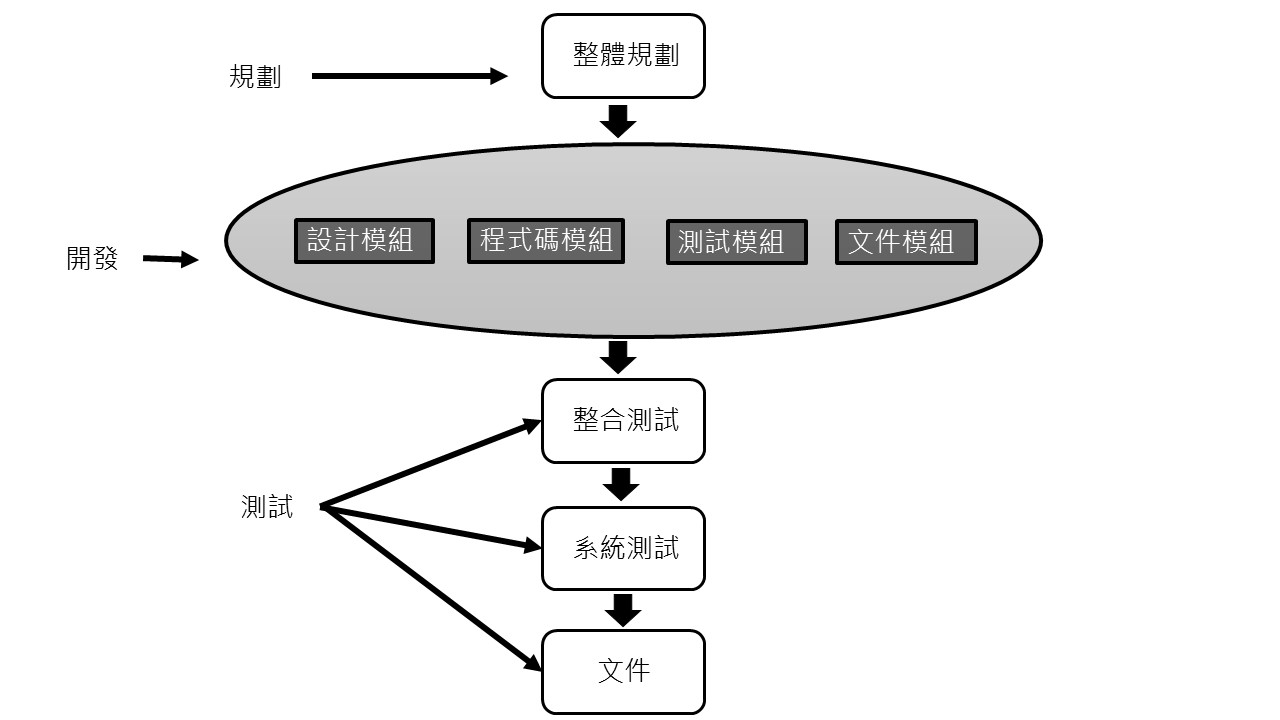 整體規劃
規劃
設計模組
程式碼模組
測試模組
文件模組
開發
整合測試
測試
系統測試
文件